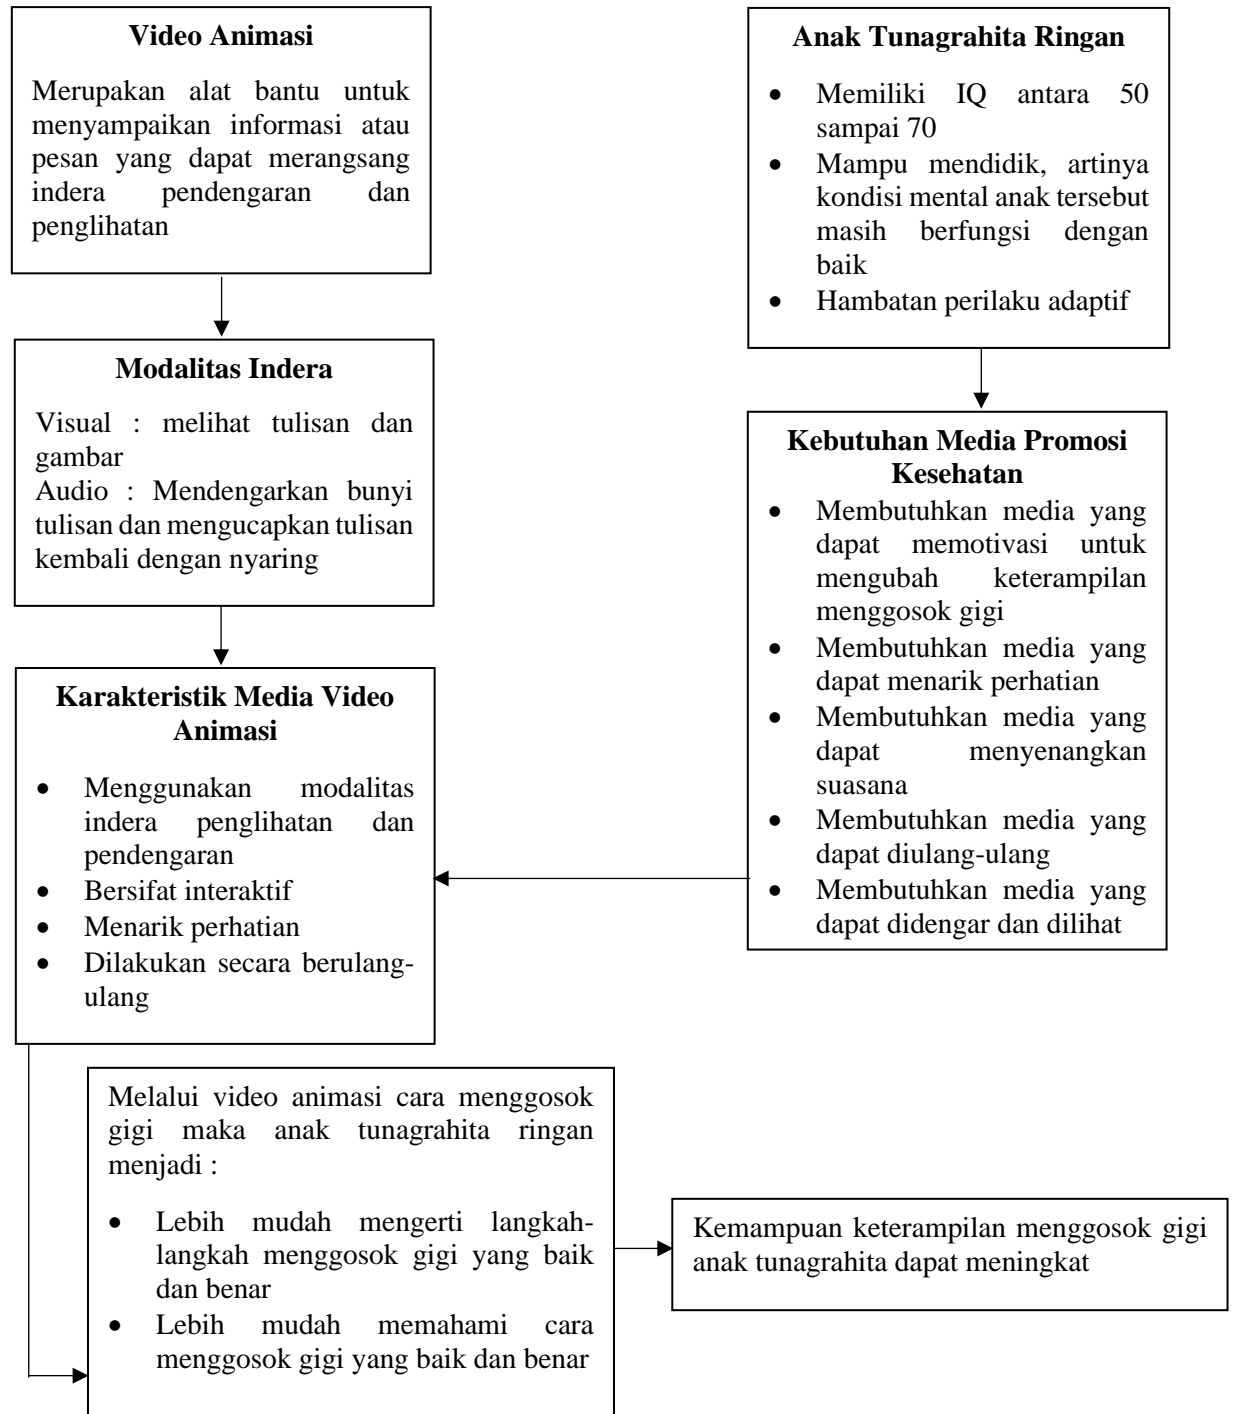 Video Animasi
Merupakan alat bantu untuk
menyampaikan informasi atau
pesan yang dapat merangsang
indera pendengaran dan
penglihatan
Modalitas Indera
Visual : melihat tulisan dan
gambar
Audio : Mendengarkan bunyi
tulisan dan mengucapkan tulisan
kembali dengan nyaring
Karakteristik Media Video
Animasi
• Menggunakan modalitas
indera penglihatan dan
pendengaran
• Bersifat interaktif
• Menarik perhatian
• Dilakukan secara berulang-
ulang
Anak Tunagrahita Ringan
• Memiliki IQ antara 50
sampai 70
• Mampu mendidik, artinya
kondisi mental anak tersebut
masih berfungsi dengan
baik
• Hambatan perilaku adaptif
Kebutuhan Media Promosi
Kesehatan
• Membutuhkan media yang
dapat memotivasi untuk
mengubah keterampilan
menggosok gigi
• Membutuhkan media yang
dapat menarik perhatian
• Membutuhkan media yang
dapat menyenangkan
suasana
• Membutuhkan media yang
dapat diulang-ulang
• Membutuhkan media yang
dapat didengar dan dilihat
Melalui video animasi cara menggosok
gigi maka anak tunagrahita ringan
menjadi :
• Lebih mudah mengerti langkah-
langkah menggosok gigi yang baik
dan benar
• Lebih mudah memahami cara
menggosok gigi yang baik dan benar
Kemampuan keterampilan menggosok gigi
anak tunagrahita dapat meningkat